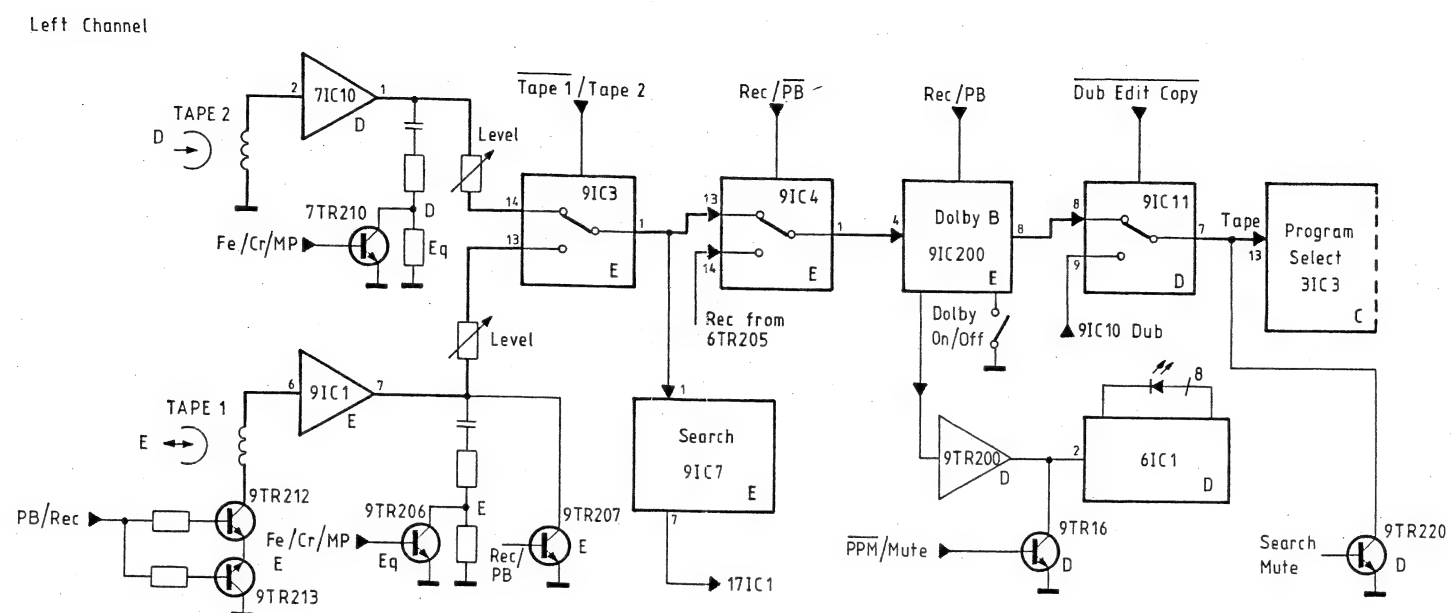 Left Channel
TAPE 2
D
2
7IC10
1
D
Level
7TR210
D
Fe/Cr/MP
Eq
Tape 1/Tape 2
9IC3
14
13
1
E
Rec/PB
9IC4
13
14
1
E
Rec from
6TR205
Rec/PB
4
Dolby B
9IC200
8
E
Dolby
On/Off
Dub Edit Copy
9IC11
8
9
7
D
9IC10 Dub
Tape
13
Program
Select
3IC3
C
TAPE 1
E
6
9IC1
7
E
Level
1
Search
9IC7
E
7
17IC1
PB/Rec
9TR212
E
9TR213
Fe/Cr/MP
9TR206
E
Eq
9TR207
Rec/
PB
E
9TR200
D
2
6IC1
D
8
PPM/Mute
9TR16
D
Search
Mute
9TR220
D